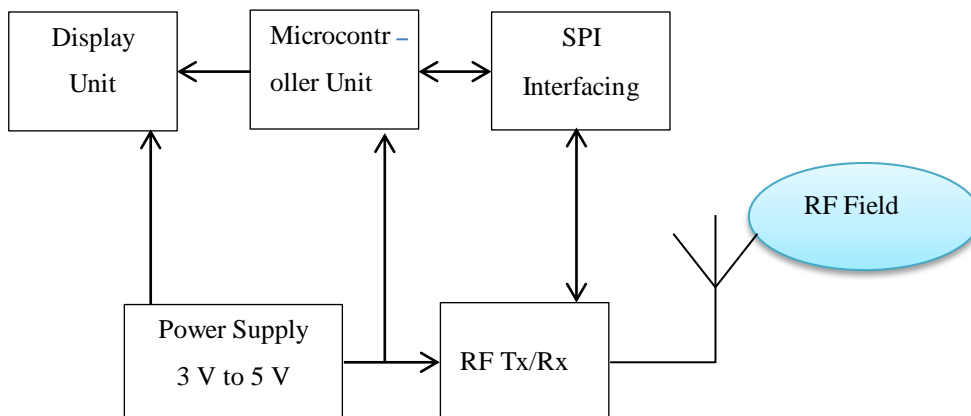 Display
Unit
Microcontr–
oller Unit
SPI
Interfacing
RF Field
Power Supply
3 V to 5 V
RF Tx/Rx